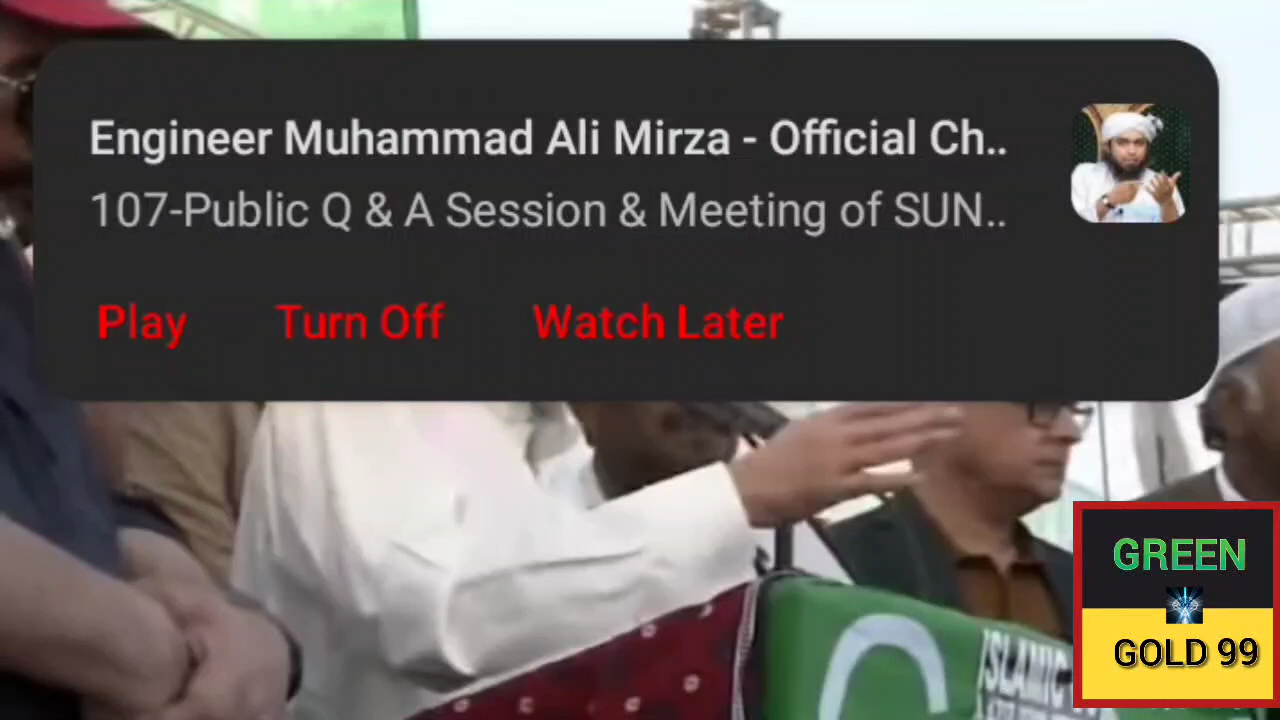 Engineer Muhammad Ali Mirza - Official Ch..
107-Public Q & A Session & Meeting of SUN..
Play Turn Off Watch Later
GREEN
GOLD 99
ISLAMIC